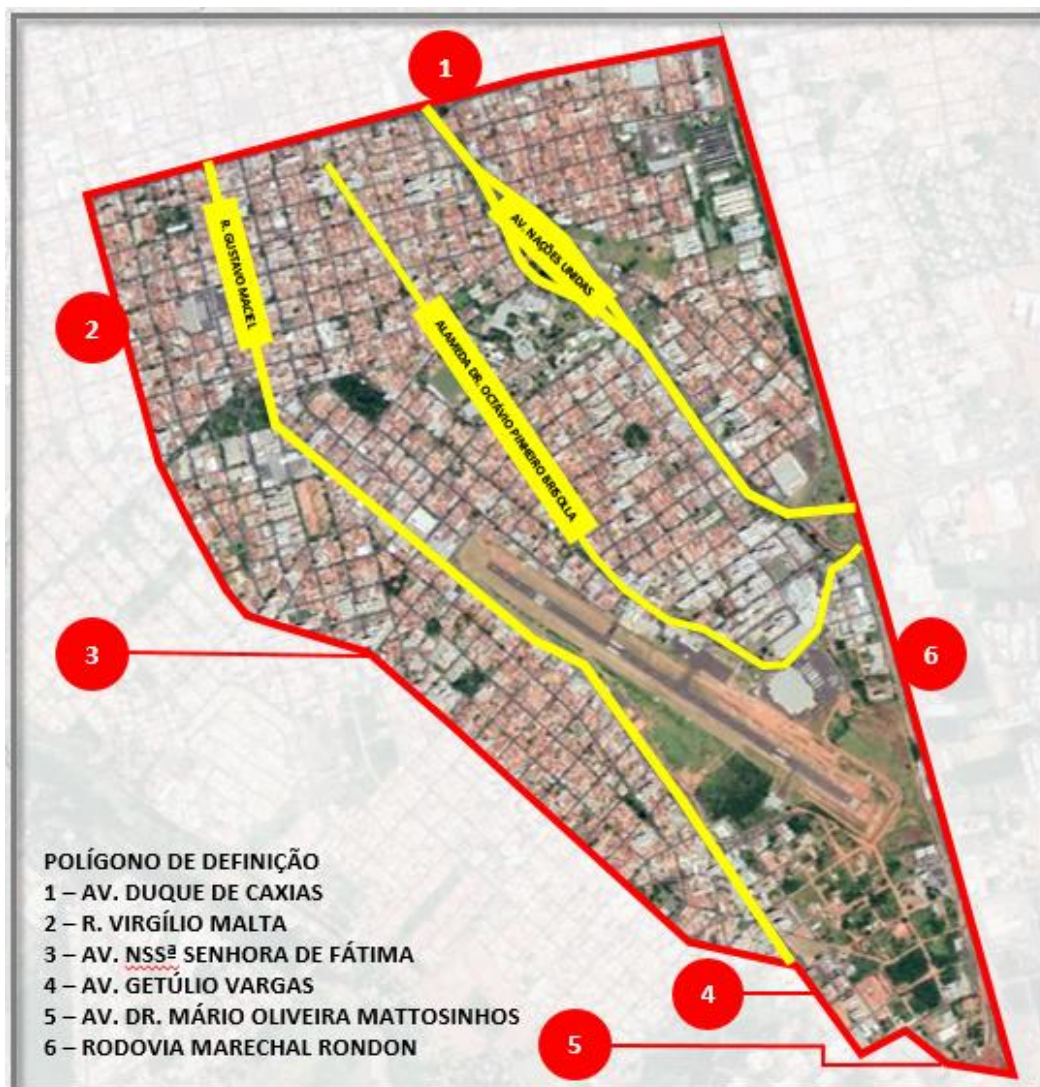 1
R. GUSTAVO MACIEL
AV. NAÇÕES UNIDAS
2
ALAMEDA DR. OCTÁVIO PINHEIRO BRISOLLA
3
6
4
5
POLÍGONO DE DEFINIÇÃO
1 – AV. DUQUE DE CAXIAS
2 – R. VIRGÍLIO MALTA
3 – AV. NSSª SENHORA DE FÁTIMA
4 – AV. GETÚLIO VARGAS
5 – AV. DR. MÁRIO OLIVEIRA MATTOSINHOS
6 – RODOVIA MARECHAL RONDON